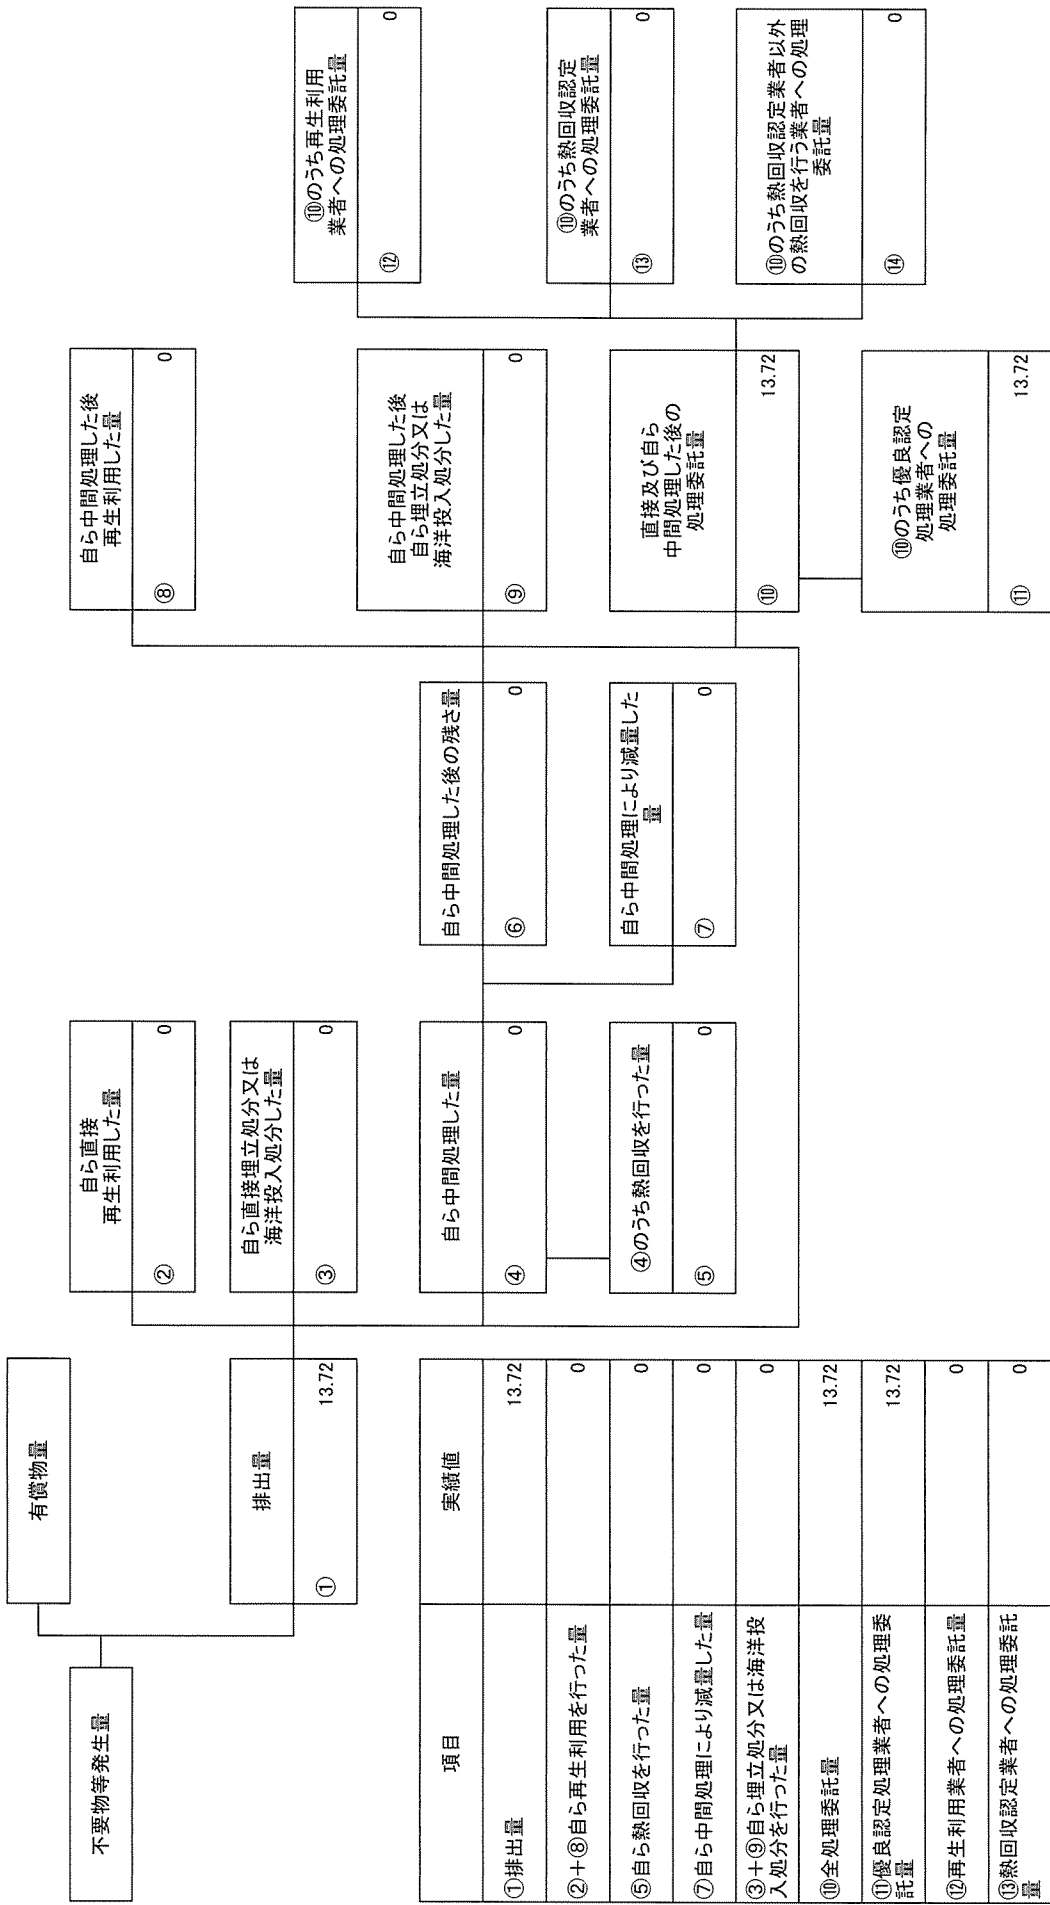 不要物等発生量
有償物量
排出量
① 13.72
自ら直接
再生利用した量
② 0
自ら直接埋立処分又は
海洋投入処分した量
③ 0
自ら中間処理した量
④ 0
④のうち熱回収を行った量
⑤ 0
自ら中間処理した後の残さ量
⑥ 0
自ら中間処理により減量した
量
⑦ 0
自ら中間処理した後
再生利用した量
⑧ 0
自ら中間処理した後
自ら埋立処分又は
海洋投入処分した量
⑨ 0
直接及び自ら
中間処理した後の
処理委託量
⑩ 13.72
⑩のうち優良認定
処理業者への
処理委託量
⑪ 13.72
⑩のうち再生利用
業者への処理委託量
⑫ 0
⑩のうち熱回収認定
業者への処理委託量
⑬ 0
⑩のうち熱回収認定業者以外
の熱回収を行う業者への処理
委託量
⑭ 0
項目 実績値
①排出量 13.72
②+⑧自ら再生利用を行った量 0
⑤自ら熱回収を行った量 0
⑦自ら中間処理により減量した量 0
③+⑨自ら埋立処分又は海洋投
入処分を行った量 0
⑩全処理委託量 13.72
⑪優良認定処理業者への処理委
託量 13.72
⑫再生利用業者への処理委託量 0
⑬熱回収認定業者への処理委託
量 0